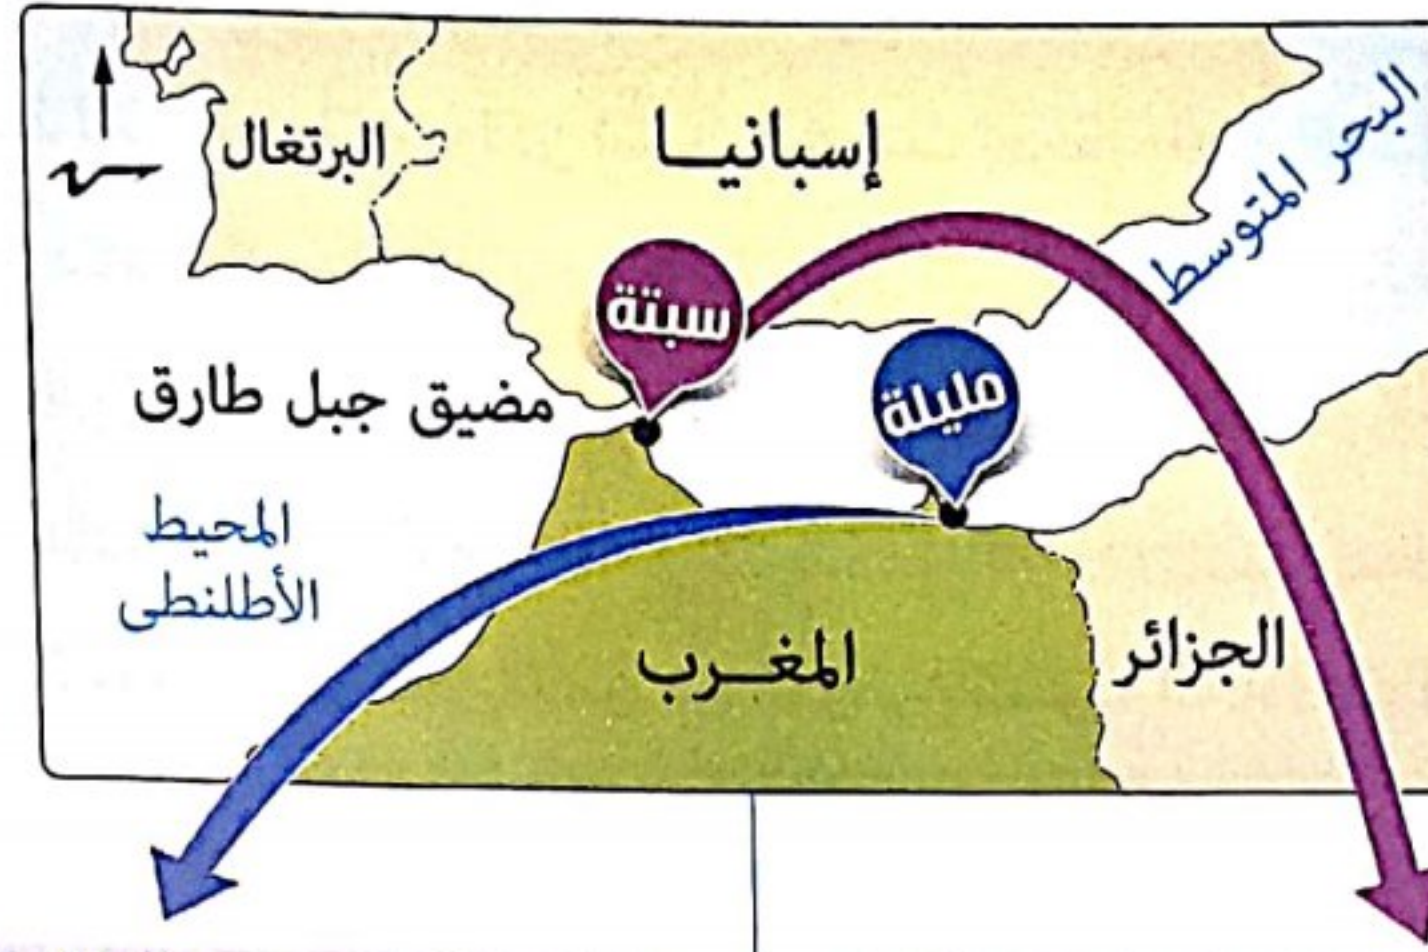 إسبانيا
البرتغال
البحر المتوسط
سبتة
مليلة
مضيق جبل طارق
المحيط
الأطلنطى
المغرب
الجزائر